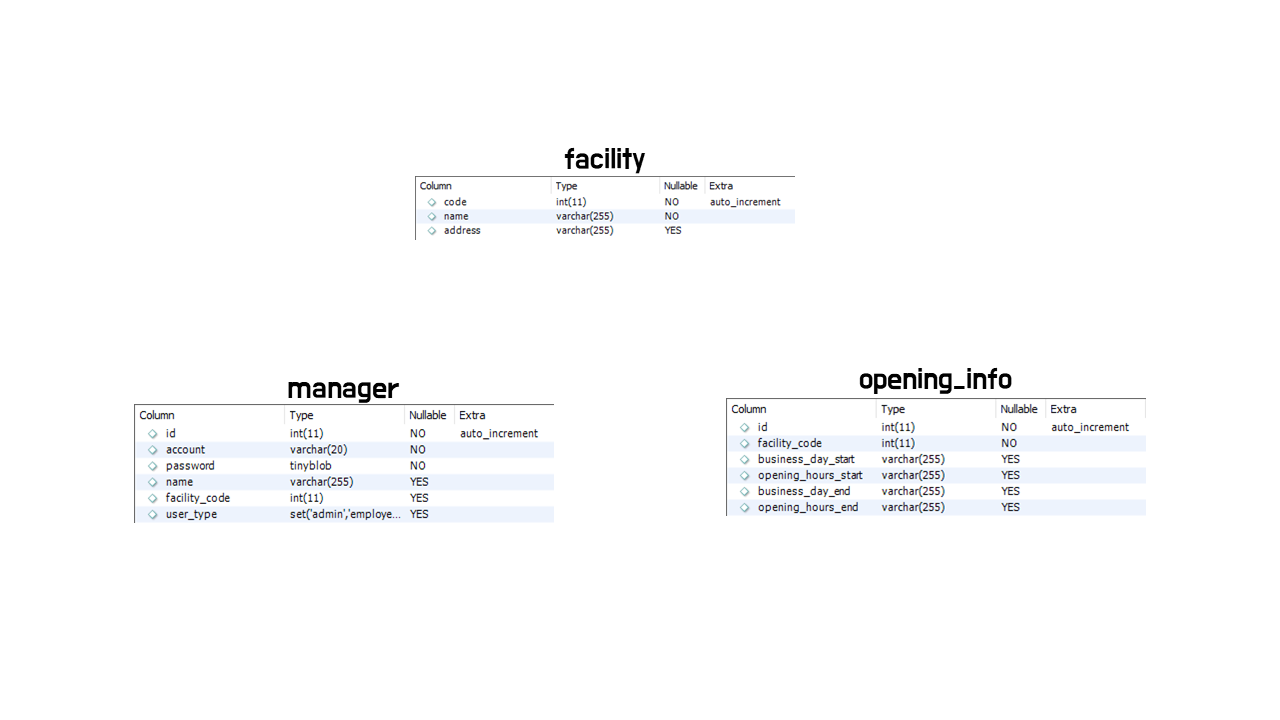 facility
Column Type Nullable Extra
code int(11) NO auto_increment
name varchar(255) NO
address varchar(255) YES
manager
Column Type Nullable Extra
id int(11) NO auto_increment
account varchar(20) NO
password tinyblob NO
name varchar(255) YES
facility_code int(11) YES
user_type set('admin','employe... YES
opening_info
Column Type Nullable Extra
id int(11) NO auto_increment
facility_code int(11) NO
business_day_start varchar(255) YES
opening_hours_start varchar(255) YES
business_day_end varchar(255) YES
opening_hours_end varchar(255) YES